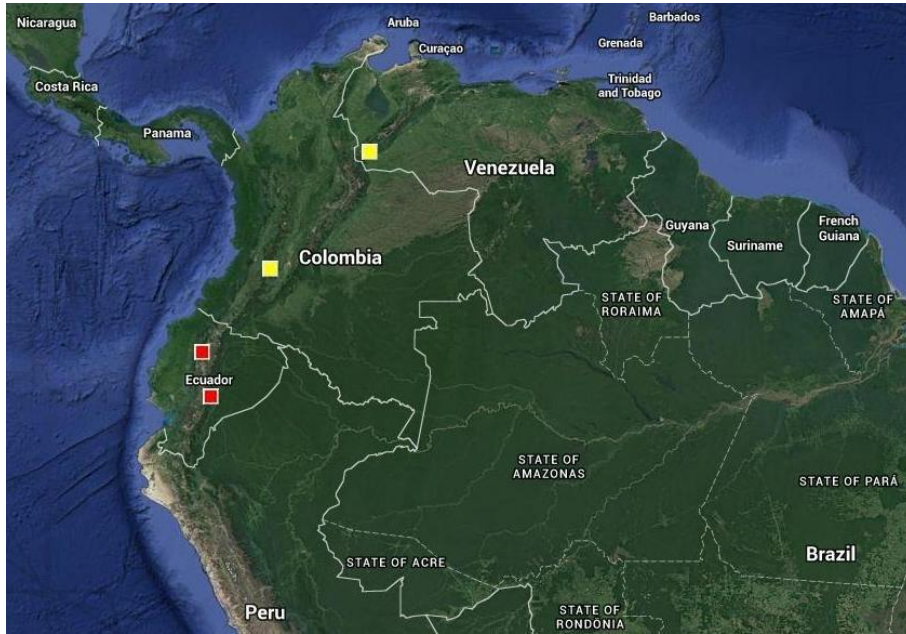 Nicaragua
Aruba
Barbados
Curaçao
Grenada
Costa Rica
Trinidad
and Tobago
Panama
Venezuela
Guyana
French
Guiana
Suriname
Colombia
STATE OF
RORAIMA
STATE OF
AMAPÁ
Ecuador
STATE OF
AMAZONAS
STATE OF PARÁ
STATE OF ACRE
Brazil
Peru
STATE OF
RONDÔNIA